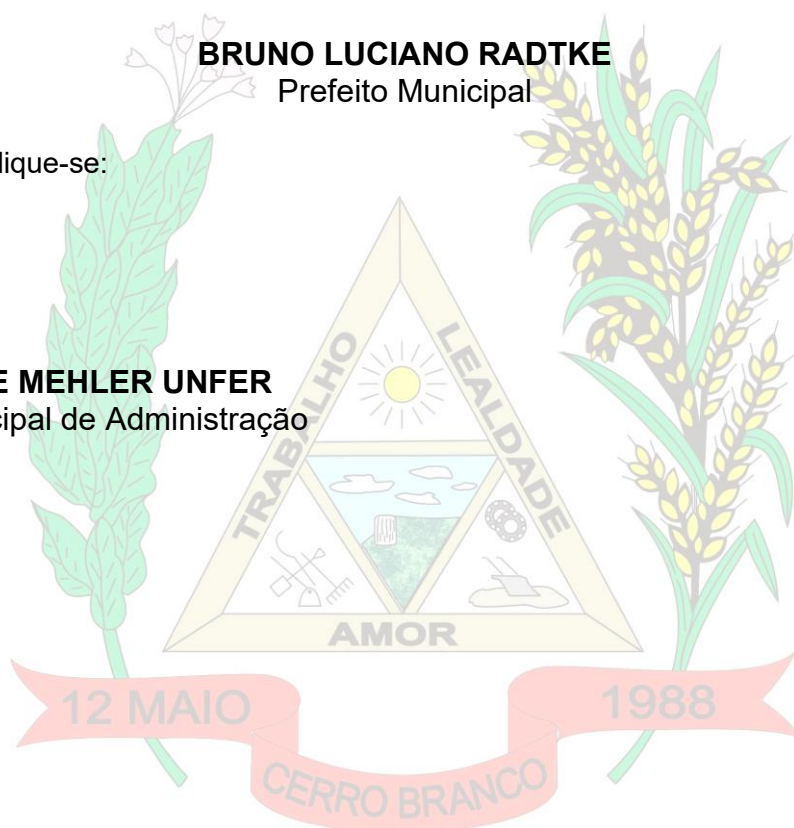 BRUNO LUCIANO RADTKE
Prefeito Municipal
lique-se:
E MEHLER UNFER
cipal de Administração
TRABALHO
LEALDADE
AMOR
12 MAIO
1988
CERRO BRANCO